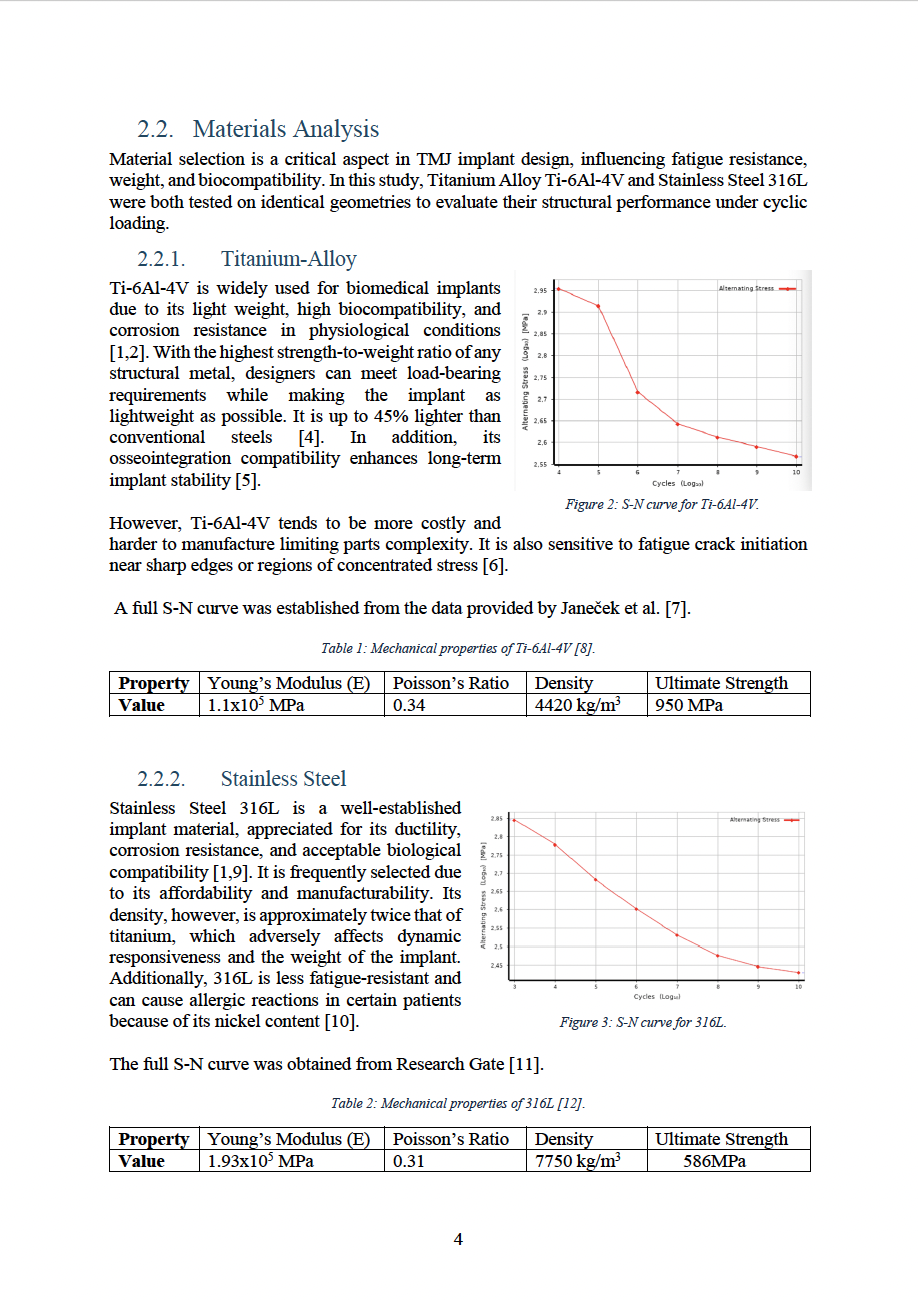 2.2. Materials Analysis
Material selection is a critical aspect in TMJ implant design, influencing fatigue resistance,
weight, and biocompatibility. In this study, Titanium Alloy Ti-6Al-4V and Stainless Steel 316L
were both tested on identical geometries to evaluate their structural performance under cyclic
loading.
2.2.1. Titanium-Alloy
Ti-6Al-4V is widely used for biomedical implants
due to its light weight, high biocompatibility, and
corrosion resistance in physiological conditions
[1,2]. With the highest strength-to-weight ratio of any
structural metal, designers can meet load-bearing
requirements while making the implant as
lightweight as possible. It is up to 45% lighter than
conventional steels [4]. In addition, its
osseointegration compatibility enhances long-term
implant stability [5].
Alternating Stress
Alternating Stress (Log₁₀) [MPa]
2,95
2,9
2,85
2,8
2,75
2,7
2,65
2,6
2,55
4 5 6 7 8 9 10
Cycles (Log₁₀)
Figure 2: S-N curve for Ti-6Al-4V.
However, Ti-6Al-4V tends to be more costly and
harder to manufacture limiting parts complexity. It is also sensitive to fatigue crack initiation
near sharp edges or regions of concentrated stress [6].
A full S-N curve was established from the data provided by Janeček et al. [7].
Table 1: Mechanical properties of Ti-6Al-4V [8].
Property Young’s Modulus (E) Poisson’s Ratio Density Ultimate Strength
Value 1.1x10⁵ MPa 0.34 4420 kg/m³ 950 MPa
2.2.2. Stainless Steel
Stainless Steel 316L is a well-established
implant material, appreciated for its ductility,
corrosion resistance, and acceptable biological
compatibility [1,9]. It is frequently selected due
to its affordability and manufacturability. Its
density, however, is approximately twice that of
titanium, which adversely affects dynamic
responsiveness and the weight of the implant.
Additionally, 316L is less fatigue-resistant and
can cause allergic reactions in certain patients
because of its nickel content [10].
Alternating Stress
Alternating Stress (Log₁₀) [MPa]
2,85
2,8
2,75
2,7
2,65
2,6
2,55
2,5
2,45
3 4 5 6 7 8 9 10
Cycles (Log₁₀)
Figure 3: S-N curve for 316L.
The full S-N curve was obtained from Research Gate [11].
Table 2: Mechanical properties of 316L [12].
Property Young’s Modulus (E) Poisson’s Ratio Density Ultimate Strength
Value 1.93x10⁵ MPa 0.31 7750 kg/m³ 586MPa
4